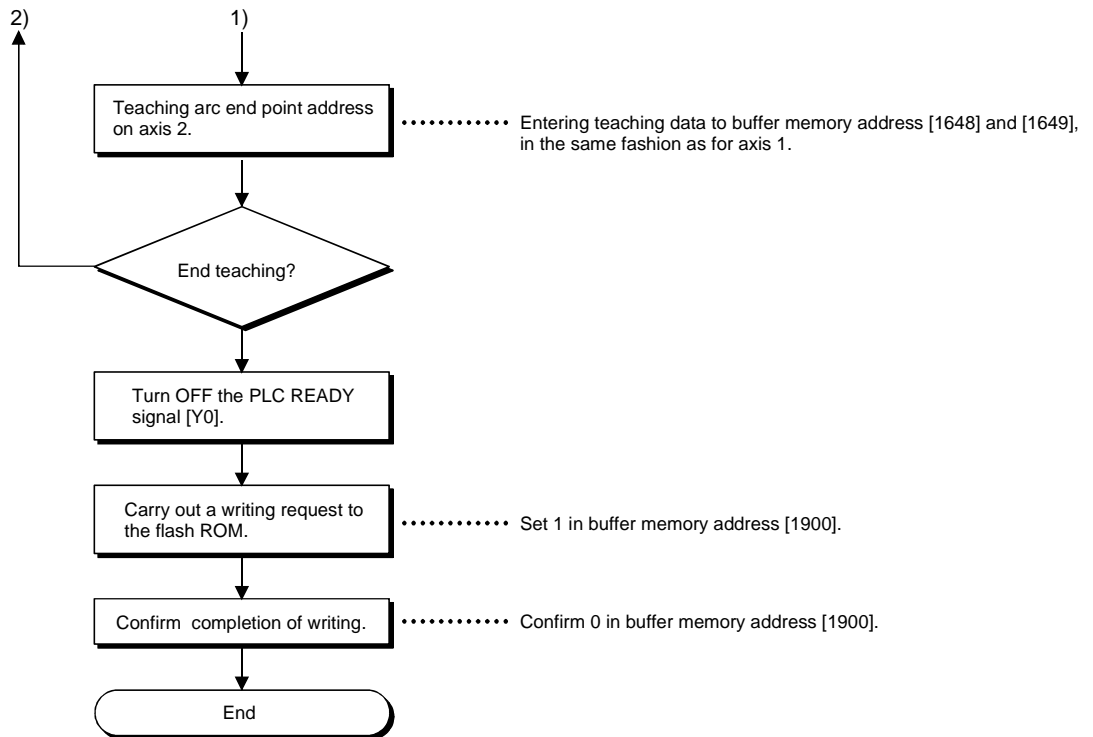 2)
1)
Teaching arc end point address
on axis 2.
Entering teaching data to buffer memory address [1648] and [1649],
in the same fashion as for axis 1.
End teaching?
Turn OFF the PLC READY
signal [Y0].
Carry out a writing request to
the flash ROM.
Set 1 in buffer memory address [1900].
Confirm completion of writing.
Confirm 0 in buffer memory address [1900].
End